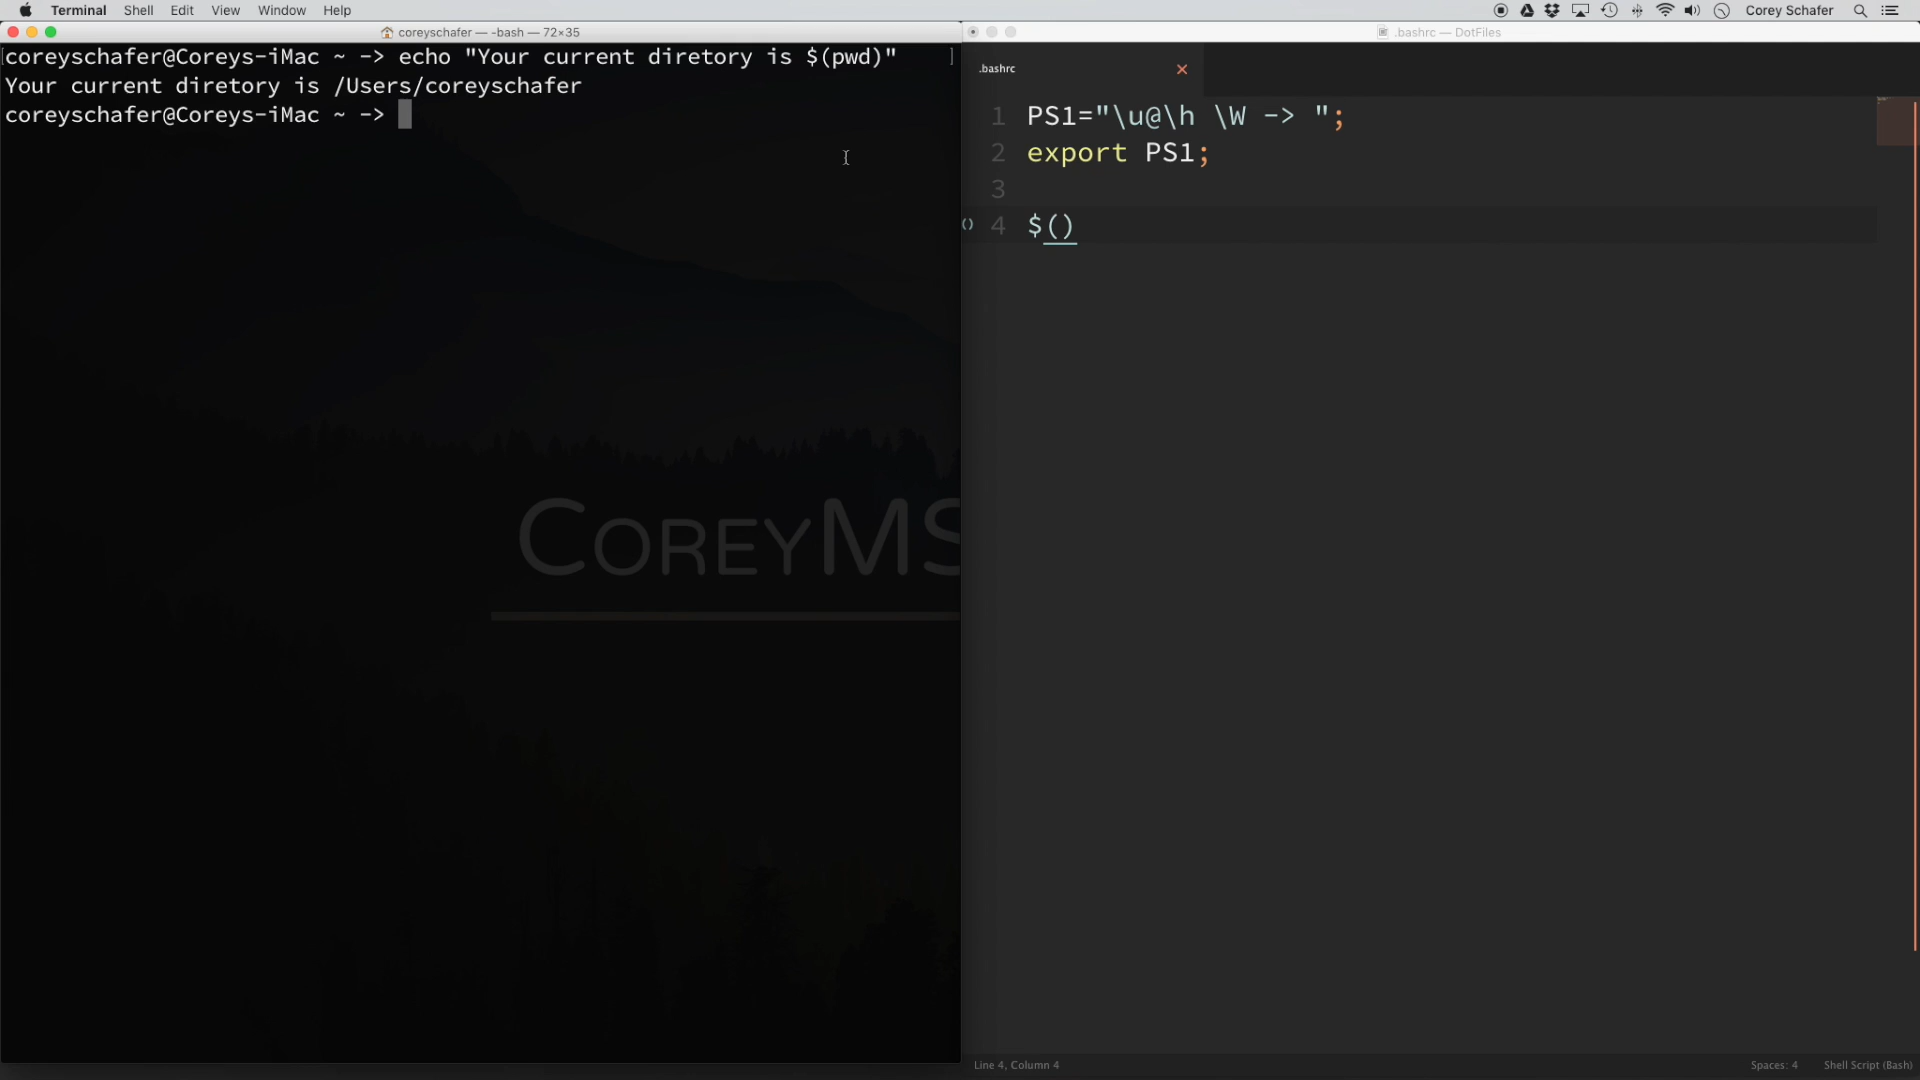 Terminal Shell Edit View Window Help Corey Schafer
coreyschafer — -bash — 72×35
coreyschafer@Coreys-iMac ~ -> echo "Your current diretory is $(pwd)"
Your current diretory is /Users/coreyschafer
coreyschafer@Coreys-iMac ~ ->
COREYMS
.bashrc — DotFiles
.bashrc
1 PS1="\u@\h \W -> ";
2 export PS1;
3
4 $()
Line 4, Column 4 Spaces: 4 Shell Script (Bash)